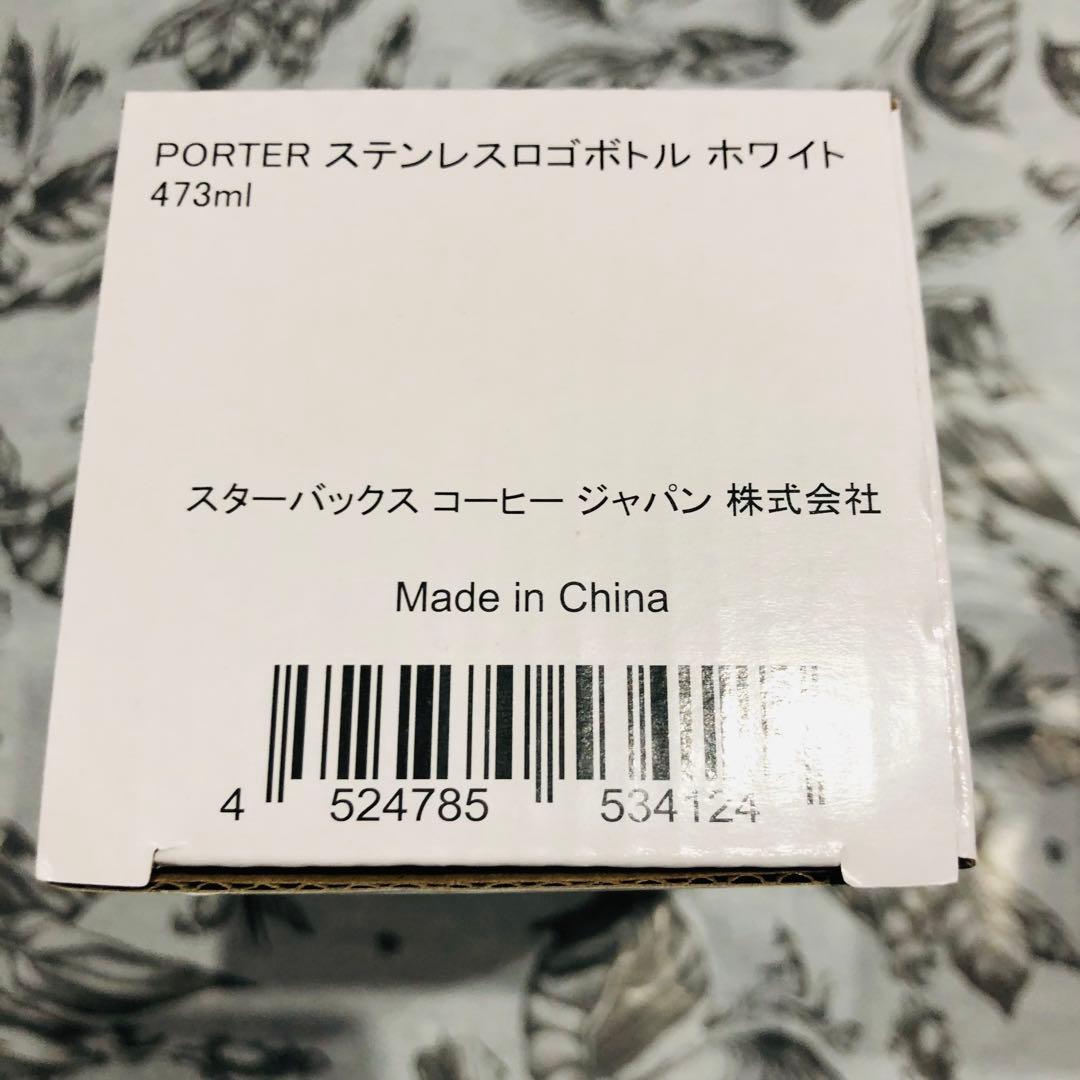 PORTER ステンレスロゴボトル ホワイト
473ml
スターバックス コーヒー ジャパン 株式会社
Made in China
4 524785 534124